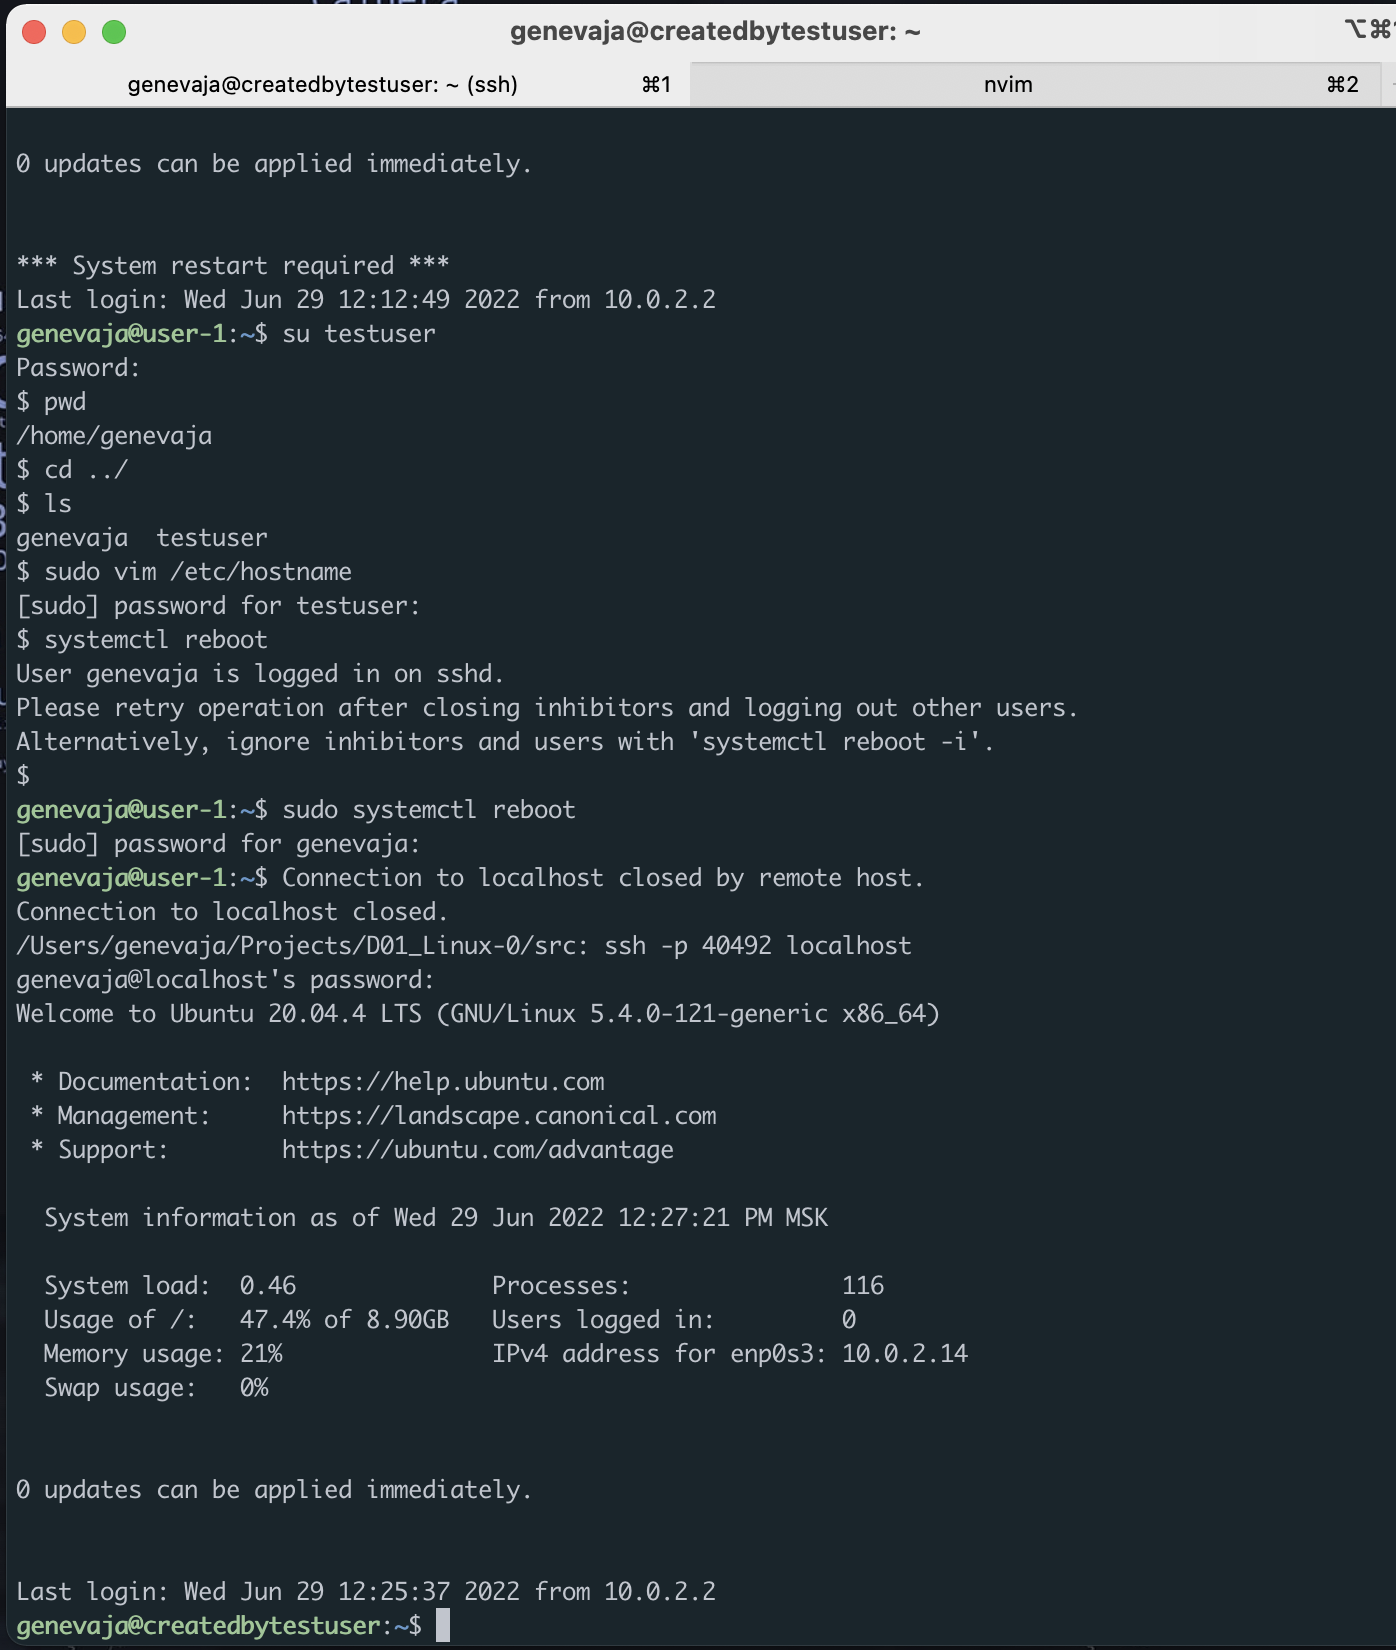 genevaja@createdbytestuser: ~
genevaja@createdbytestuser: ~ (ssh) ⌘1 nvim ⌘2
0 updates can be applied immediately.
*** System restart required ***
Last login: Wed Jun 29 12:12:49 2022 from 10.0.2.2
genevaja@user-1:~$ su testuser
Password:
$ pwd
/home/genevaja
$ cd ../
$ ls
genevaja  testuser
$ sudo vim /etc/hostname
[sudo] password for testuser:
$ systemctl reboot
User genevaja is logged in on sshd.
Please retry operation after closing inhibitors and logging out other users.
Alternatively, ignore inhibitors and users with 'systemctl reboot -i'.
$
genevaja@user-1:~$ sudo systemctl reboot
[sudo] password for genevaja:
genevaja@user-1:~$ Connection to localhost closed by remote host.
Connection to localhost closed.
/Users/genevaja/Projects/D01_Linux-0/src: ssh -p 40492 localhost
genevaja@localhost's password:
Welcome to Ubuntu 20.04.4 LTS (GNU/Linux 5.4.0-121-generic x86_64)
* Documentation:  https://help.ubuntu.com
* Management:     https://landscape.canonical.com
* Support:        https://ubuntu.com/advantage
System information as of Wed 29 Jun 2022 12:27:21 PM MSK
System load:  0.46              Processes:               116
Usage of /:   47.4% of 8.90GB   Users logged in:         0
Memory usage: 21%               IPv4 address for enp0s3: 10.0.2.14
Swap usage:   0%
0 updates can be applied immediately.
Last login: Wed Jun 29 12:25:37 2022 from 10.0.2.2
genevaja@createdbytestuser:~$